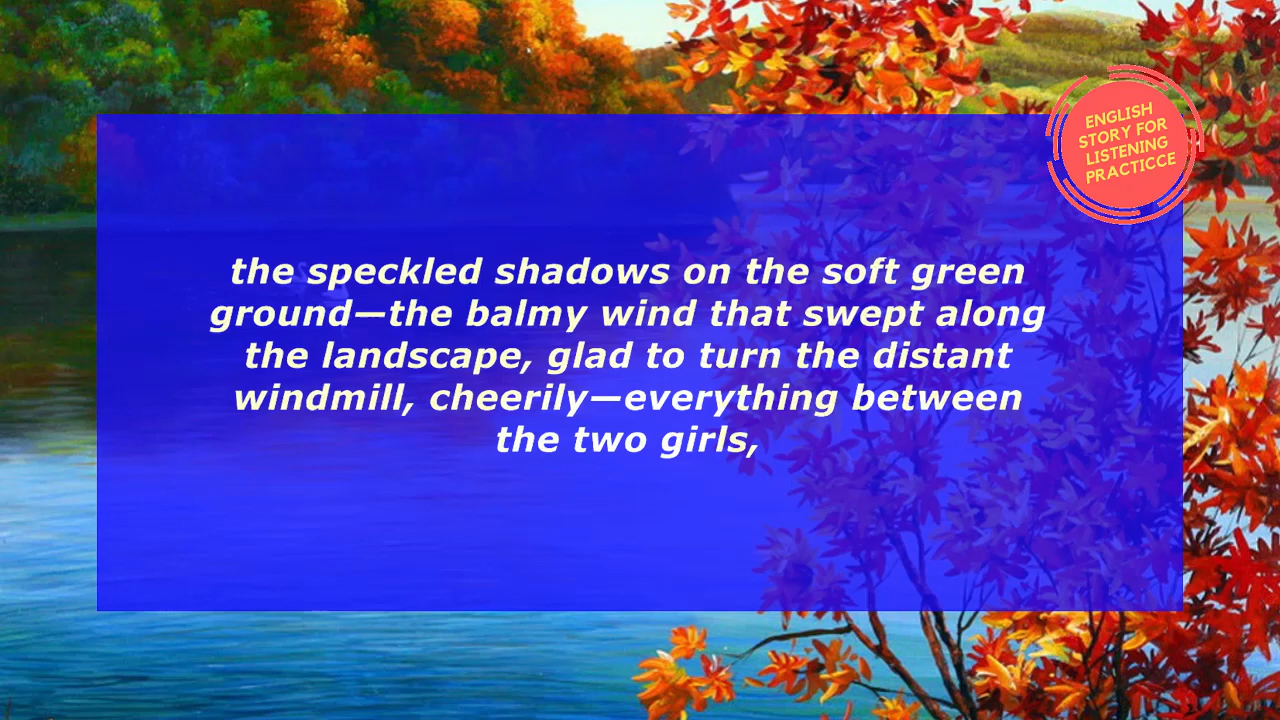 ENGLISH
STORY FOR
LISTENING
PRACTICCE
the speckled shadows on the soft green
ground—the balmy wind that swept along
the landscape, glad to turn the distant
windmill, cheerily—everything between
the two girls,